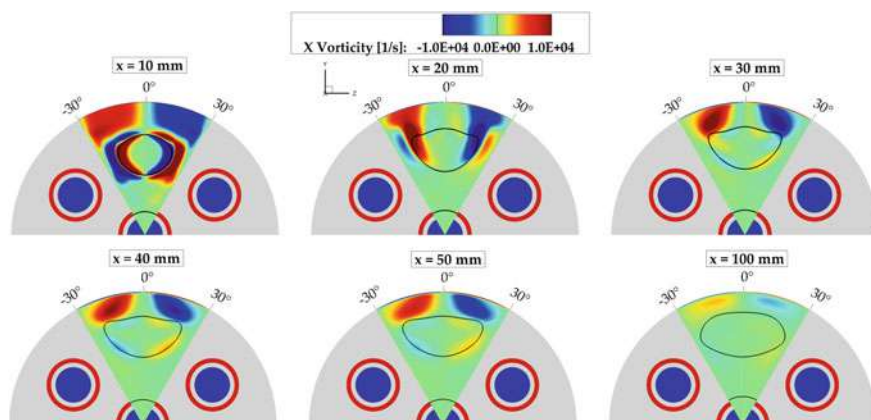 X Vorticity [1/s]: -1.0E+04 0.0E+00 1.0E+04
x = 10 mm
x = 20 mm
x = 30 mm
Y
Z
-30° 0° 30°
-30° 0° 30°
-30° 0° 30°
x = 40 mm
x = 50 mm
x = 100 mm
-30° 0° 30°
-30° 0° 30°
-30° 0° 30°